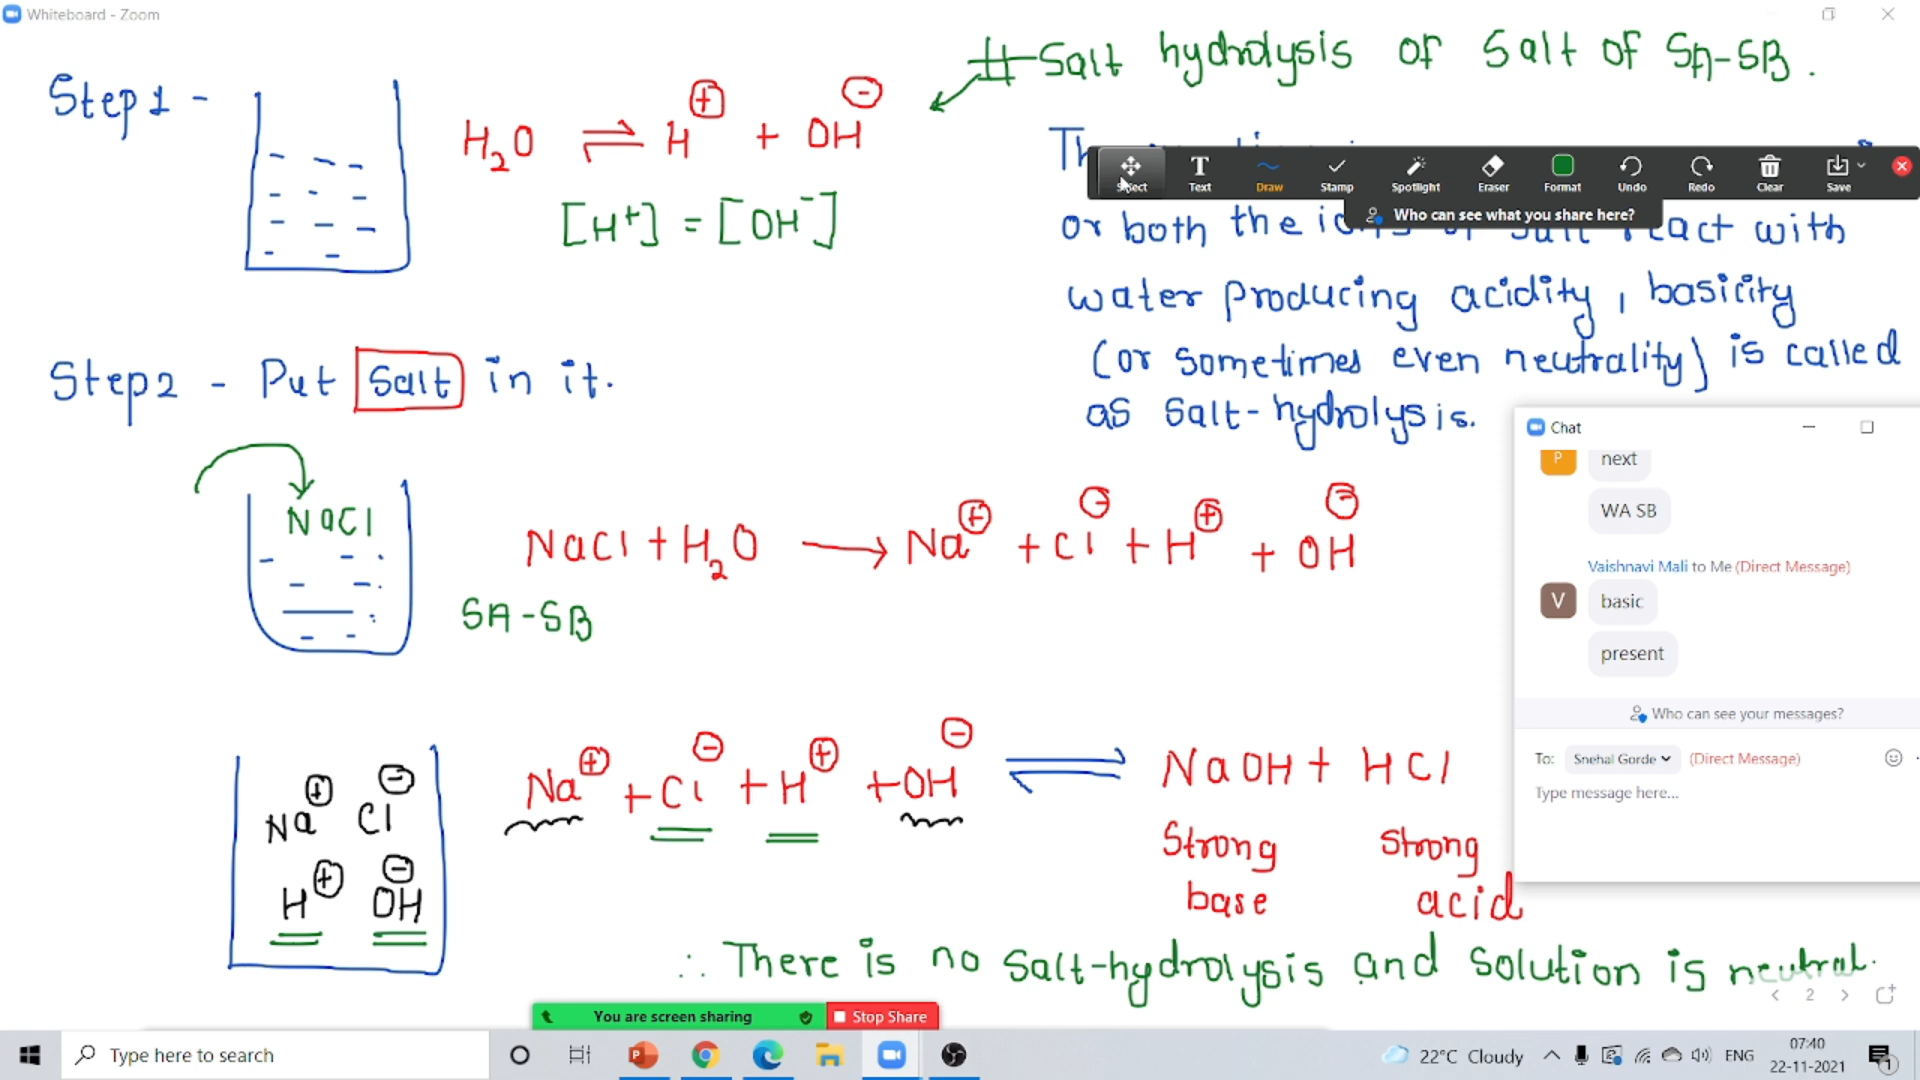 Whiteboard - Zoom
# Salt hydrolysis of Salt of SA-SB.
Step 1 -
H₂O ⇌ H⊕ + OH⊖
[H⁺] = [OH⁻]
Select Text Draw Stamp Spotlight Eraser Format Undo Redo Clear Save
Who can see what you share here?
or both the react with
water producing acidity, basicity
(or sometimes even neutrality) is called
as salt-hydrolysis.
Step 2 - Put Salt in it.
NaCl
NaCl + H₂O → Na⊕ + Cl⊖ + H⊕ + OH⊖
SA-SB
Na⊕ Cl⊖
H⊕ OH⊖
Na⊕ + Cl⊖ + H⊕ + OH⊖ ⇌ NaOH + HCl
Strong strong
base acid
∴ There is no salt-hydrolysis and solution is neutral.
Chat
P
next
WA SB
Vaishnavi Mali to Me (Direct Message)
V
basic
present
Who can see your messages?
To: Snehal Gorde (Direct Message)
Type message here...
2
You are screen sharing Stop Share
Type here to search
22°C Cloudy
ENG
07:40
22-11-2021
1